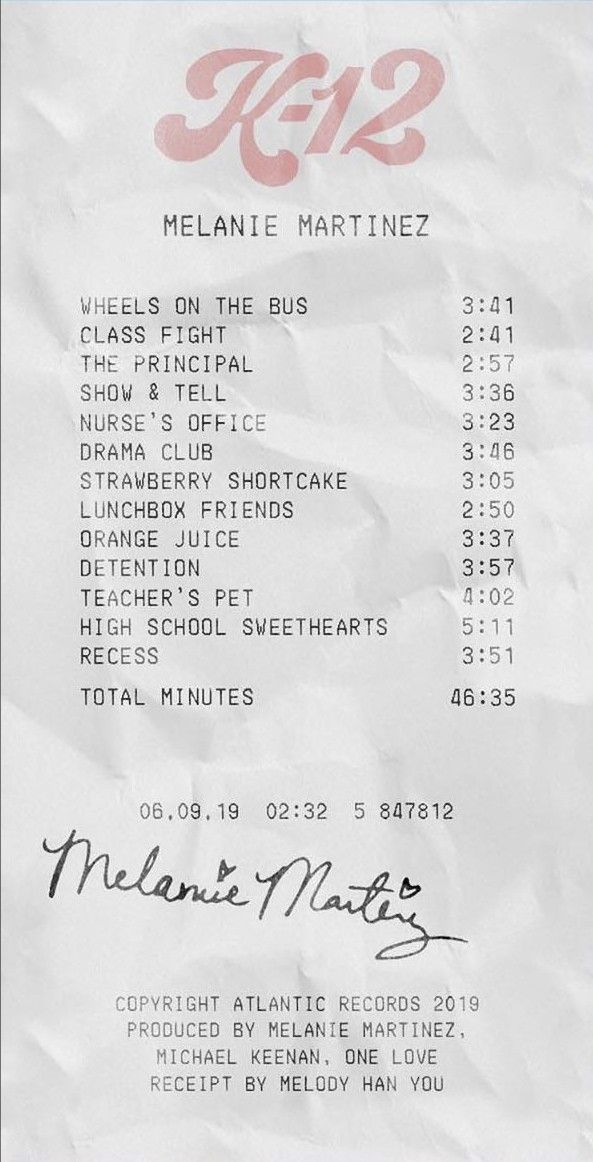 K-12
MELANIE MARTINEZ
WHEELS ON THE BUS 3:41
CLASS FIGHT 2:41
THE PRINCIPAL 2:57
SHOW & TELL 3:36
NURSE'S OFFICE 3:23
DRAMA CLUB 3:46
STRAWBERRY SHORTCAKE 3:05
LUNCHBOX FRIENDS 2:50
ORANGE JUICE 3:37
DETENTION 3:57
TEACHER'S PET 4:02
HIGH SCHOOL SWEETHEARTS 5:11
RECESS 3:51
TOTAL MINUTES 46:35
06.09.19 02:32 5 847812
Melanie Martinez
COPYRIGHT ATLANTIC RECORDS 2019
PRODUCED BY MELANIE MARTINEZ,
MICHAEL KEENAN, ONE LOVE
RECEIPT BY MELODY HAN YOU